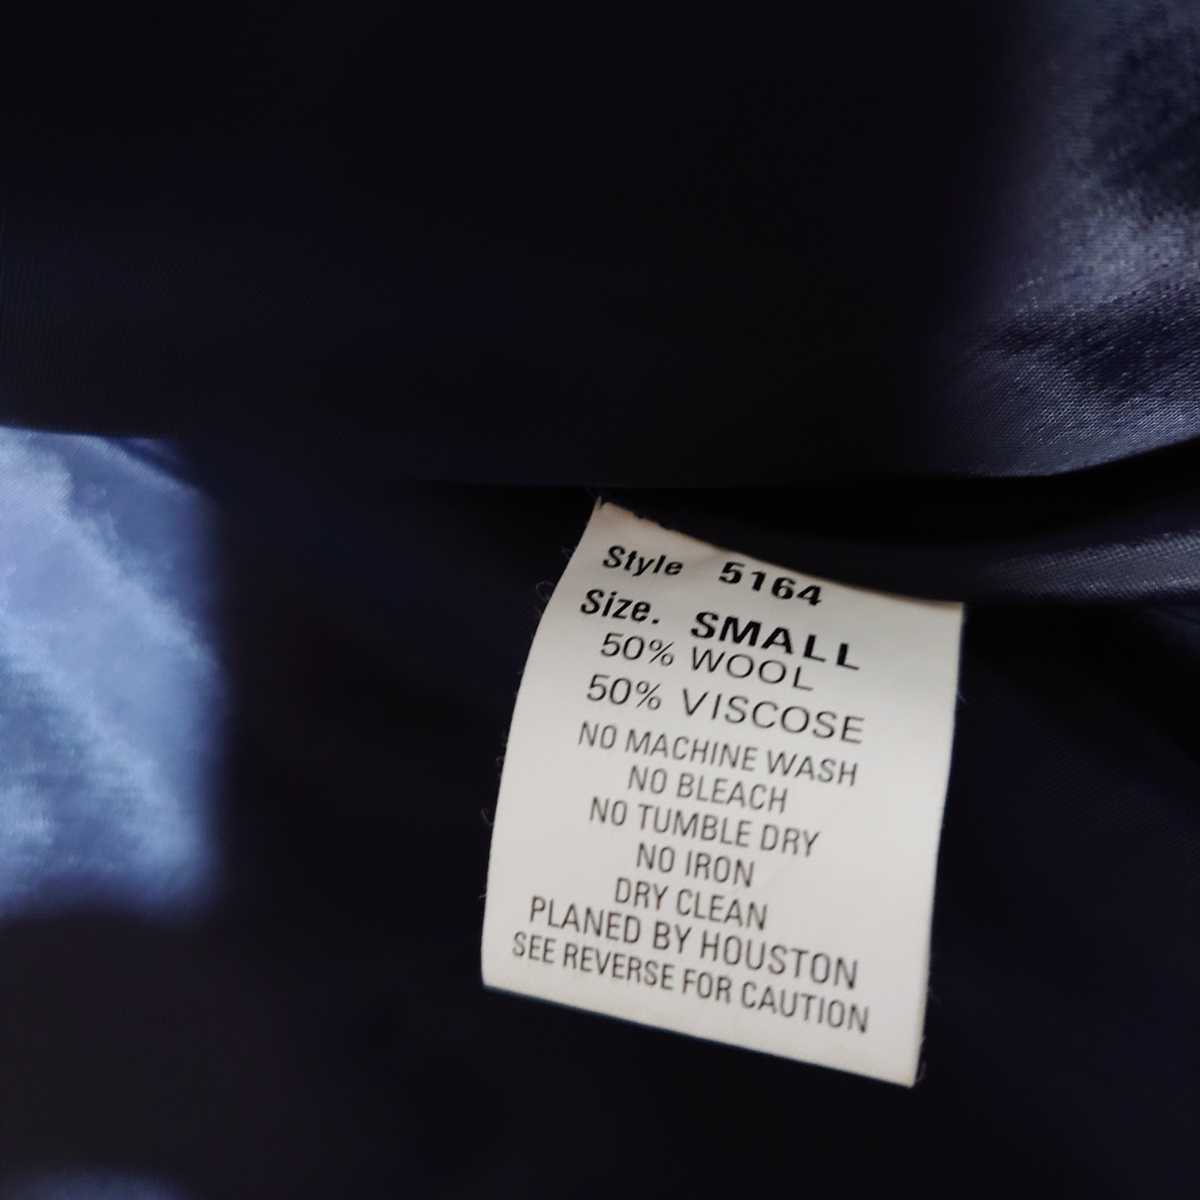 Style 5164
Size. SMALL
50% WOOL
50% VISCOSE
NO MACHINE WASH
NO BLEACH
NO TUMBLE DRY
NO IRON
DRY CLEAN
PLANED BY HOUSTON
SEE REVERSE FOR CAUTION